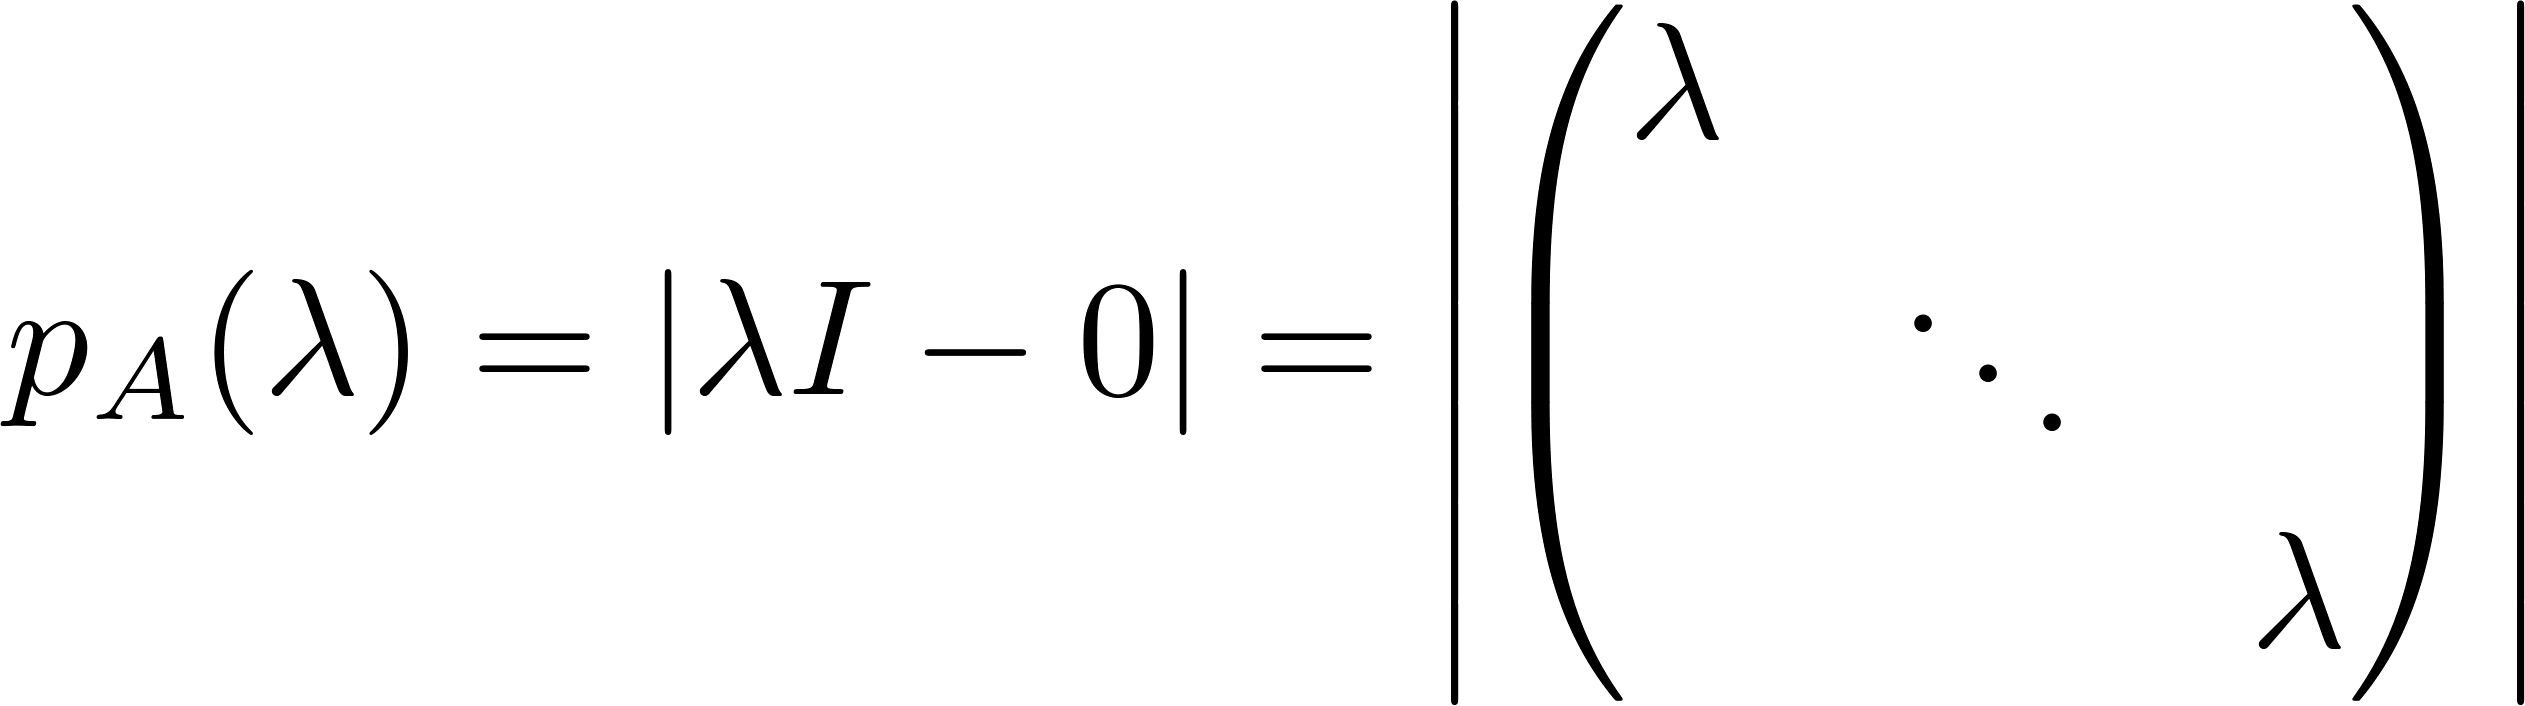 p_A(λ) = |λI − 0| = |(λ ⋱ λ)|